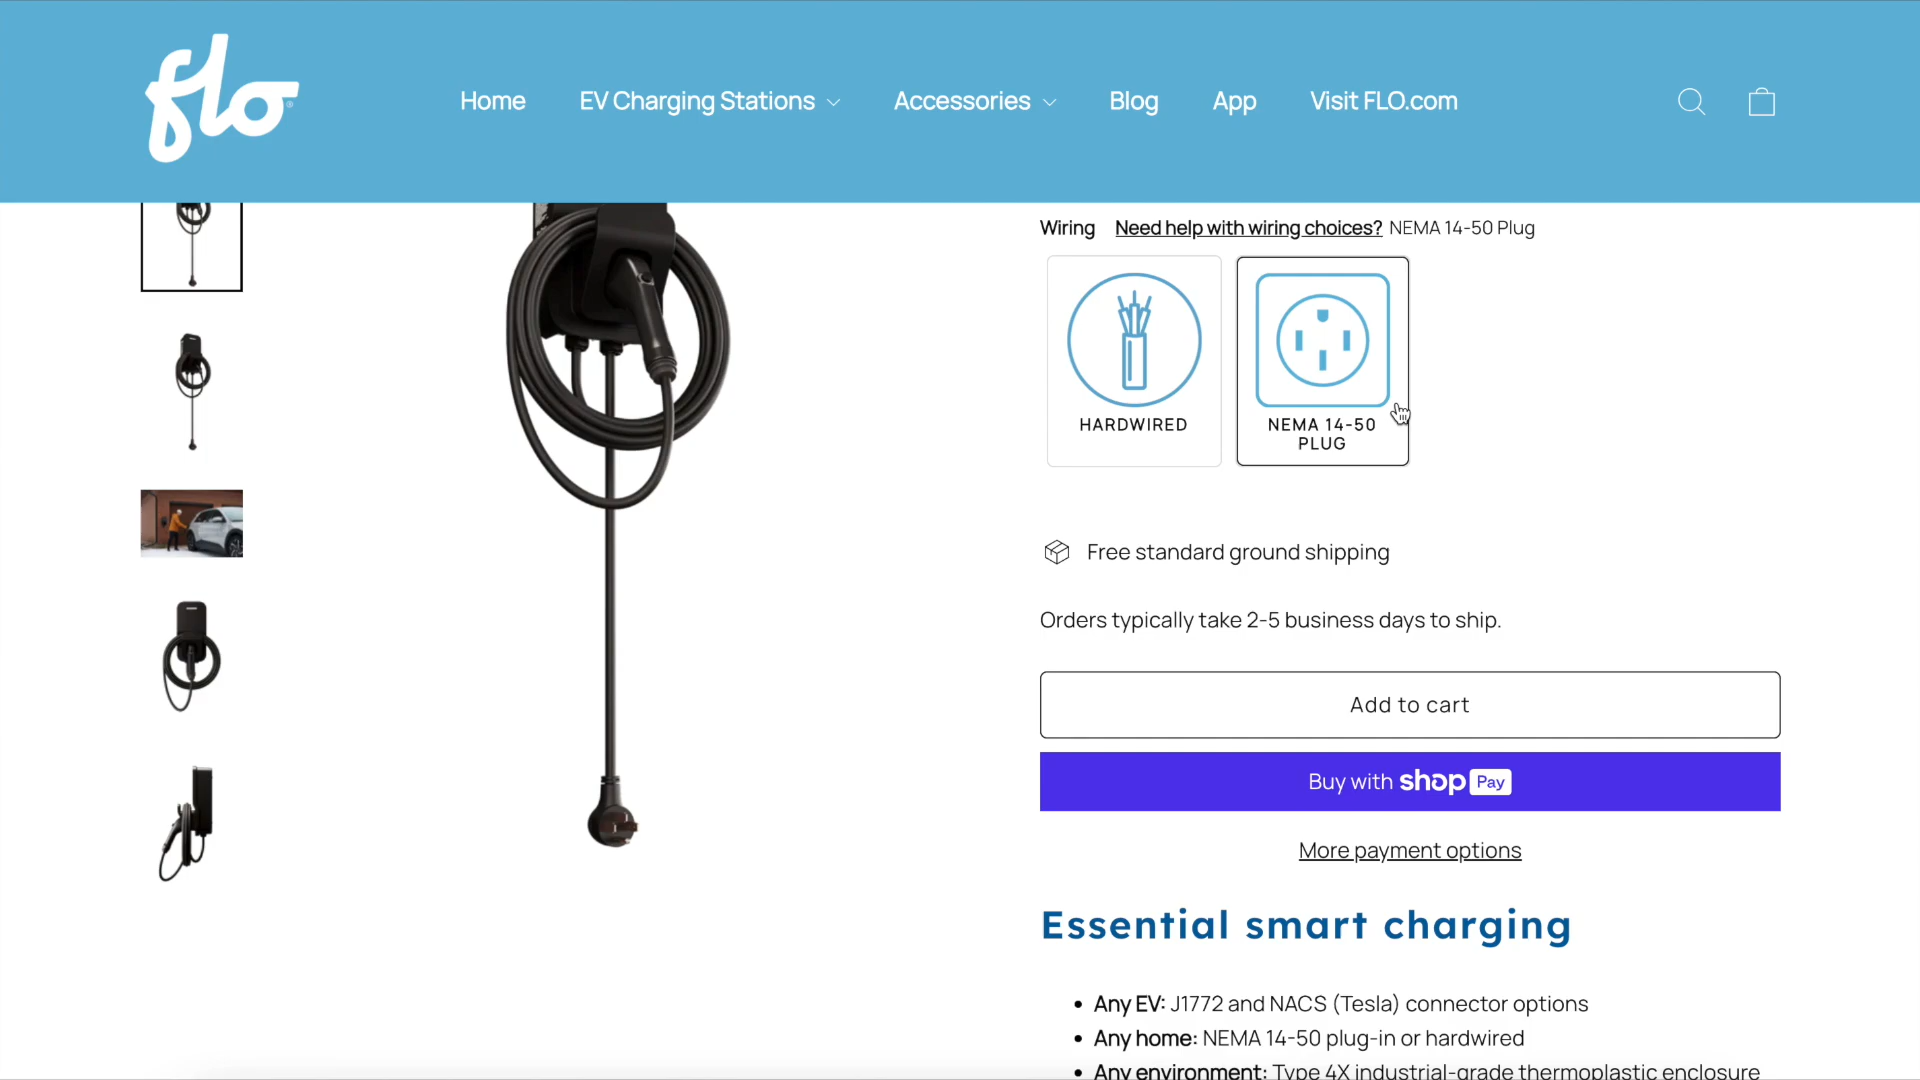 flo
Home EV Charging Stations Accessories Blog App Visit FLO.com
Wiring Need help with wiring choices? NEMA 14-50 Plug
HARDWIRED
NEMA 14-50
PLUG
Free standard ground shipping
Orders typically take 2-5 business days to ship.
Add to cart
Buy with shop Pay
More payment options
Essential smart charging
• Any EV: J1772 and NACS (Tesla) connector options
• Any home: NEMA 14-50 plug-in or hardwired
• Any environment: Type 4X industrial-grade thermoplastic enclosure